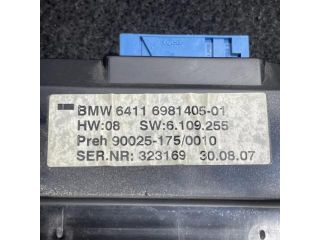 BMW 6411 6981405-01
HW:08 SW:6.109.255
Preh 90025-175/0010
SER.NR: 323169 30.08.07